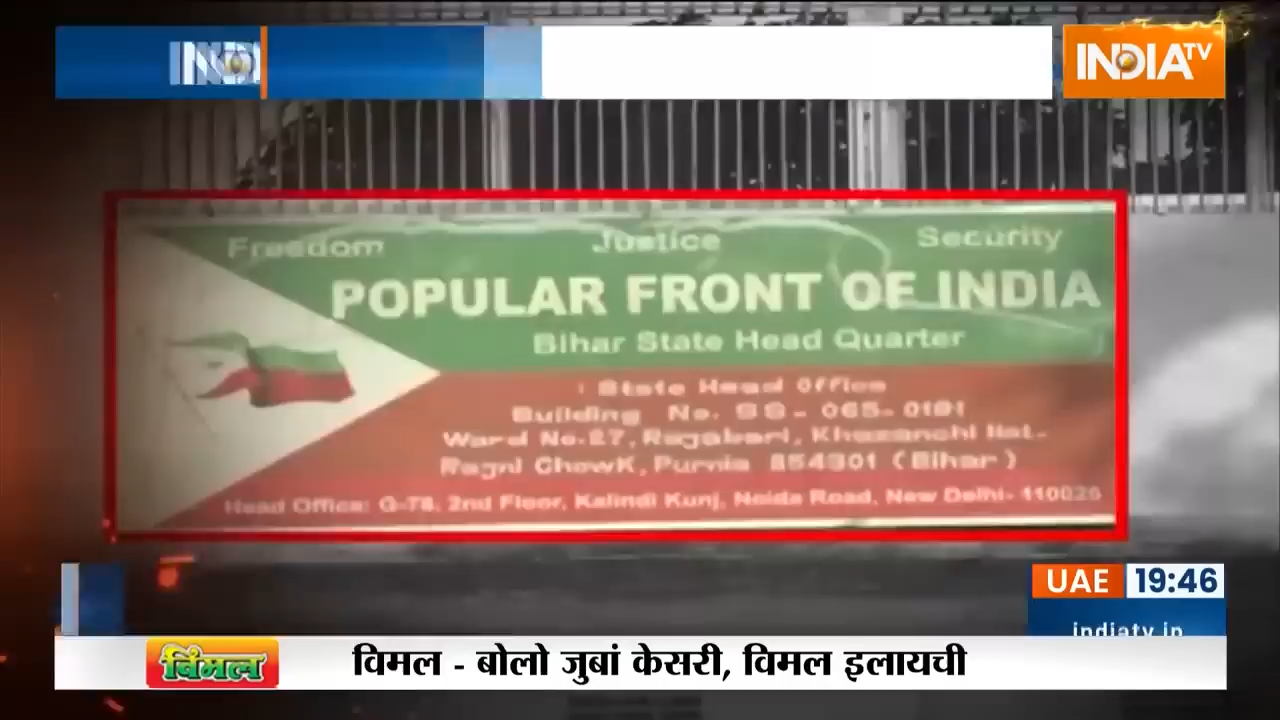 INDIA TV
Freedom Justice Security
POPULAR FRONT OF INDIA
Bihar State Head Quarter
State Head Office
Building No. SS - 065-0191
Ward No-27, Rajabari, Khazanchi Hat-
Rajni ChowK, Purnia 854301 (Bihar)
Head Office: G-78, 2nd Floor, Kalindi Kunj, Noida Road, New Delhi- 110025
UAE 19:46
indiatv.in
विमल
विमल - बोलो जुबां केसरी, विमल इलायची